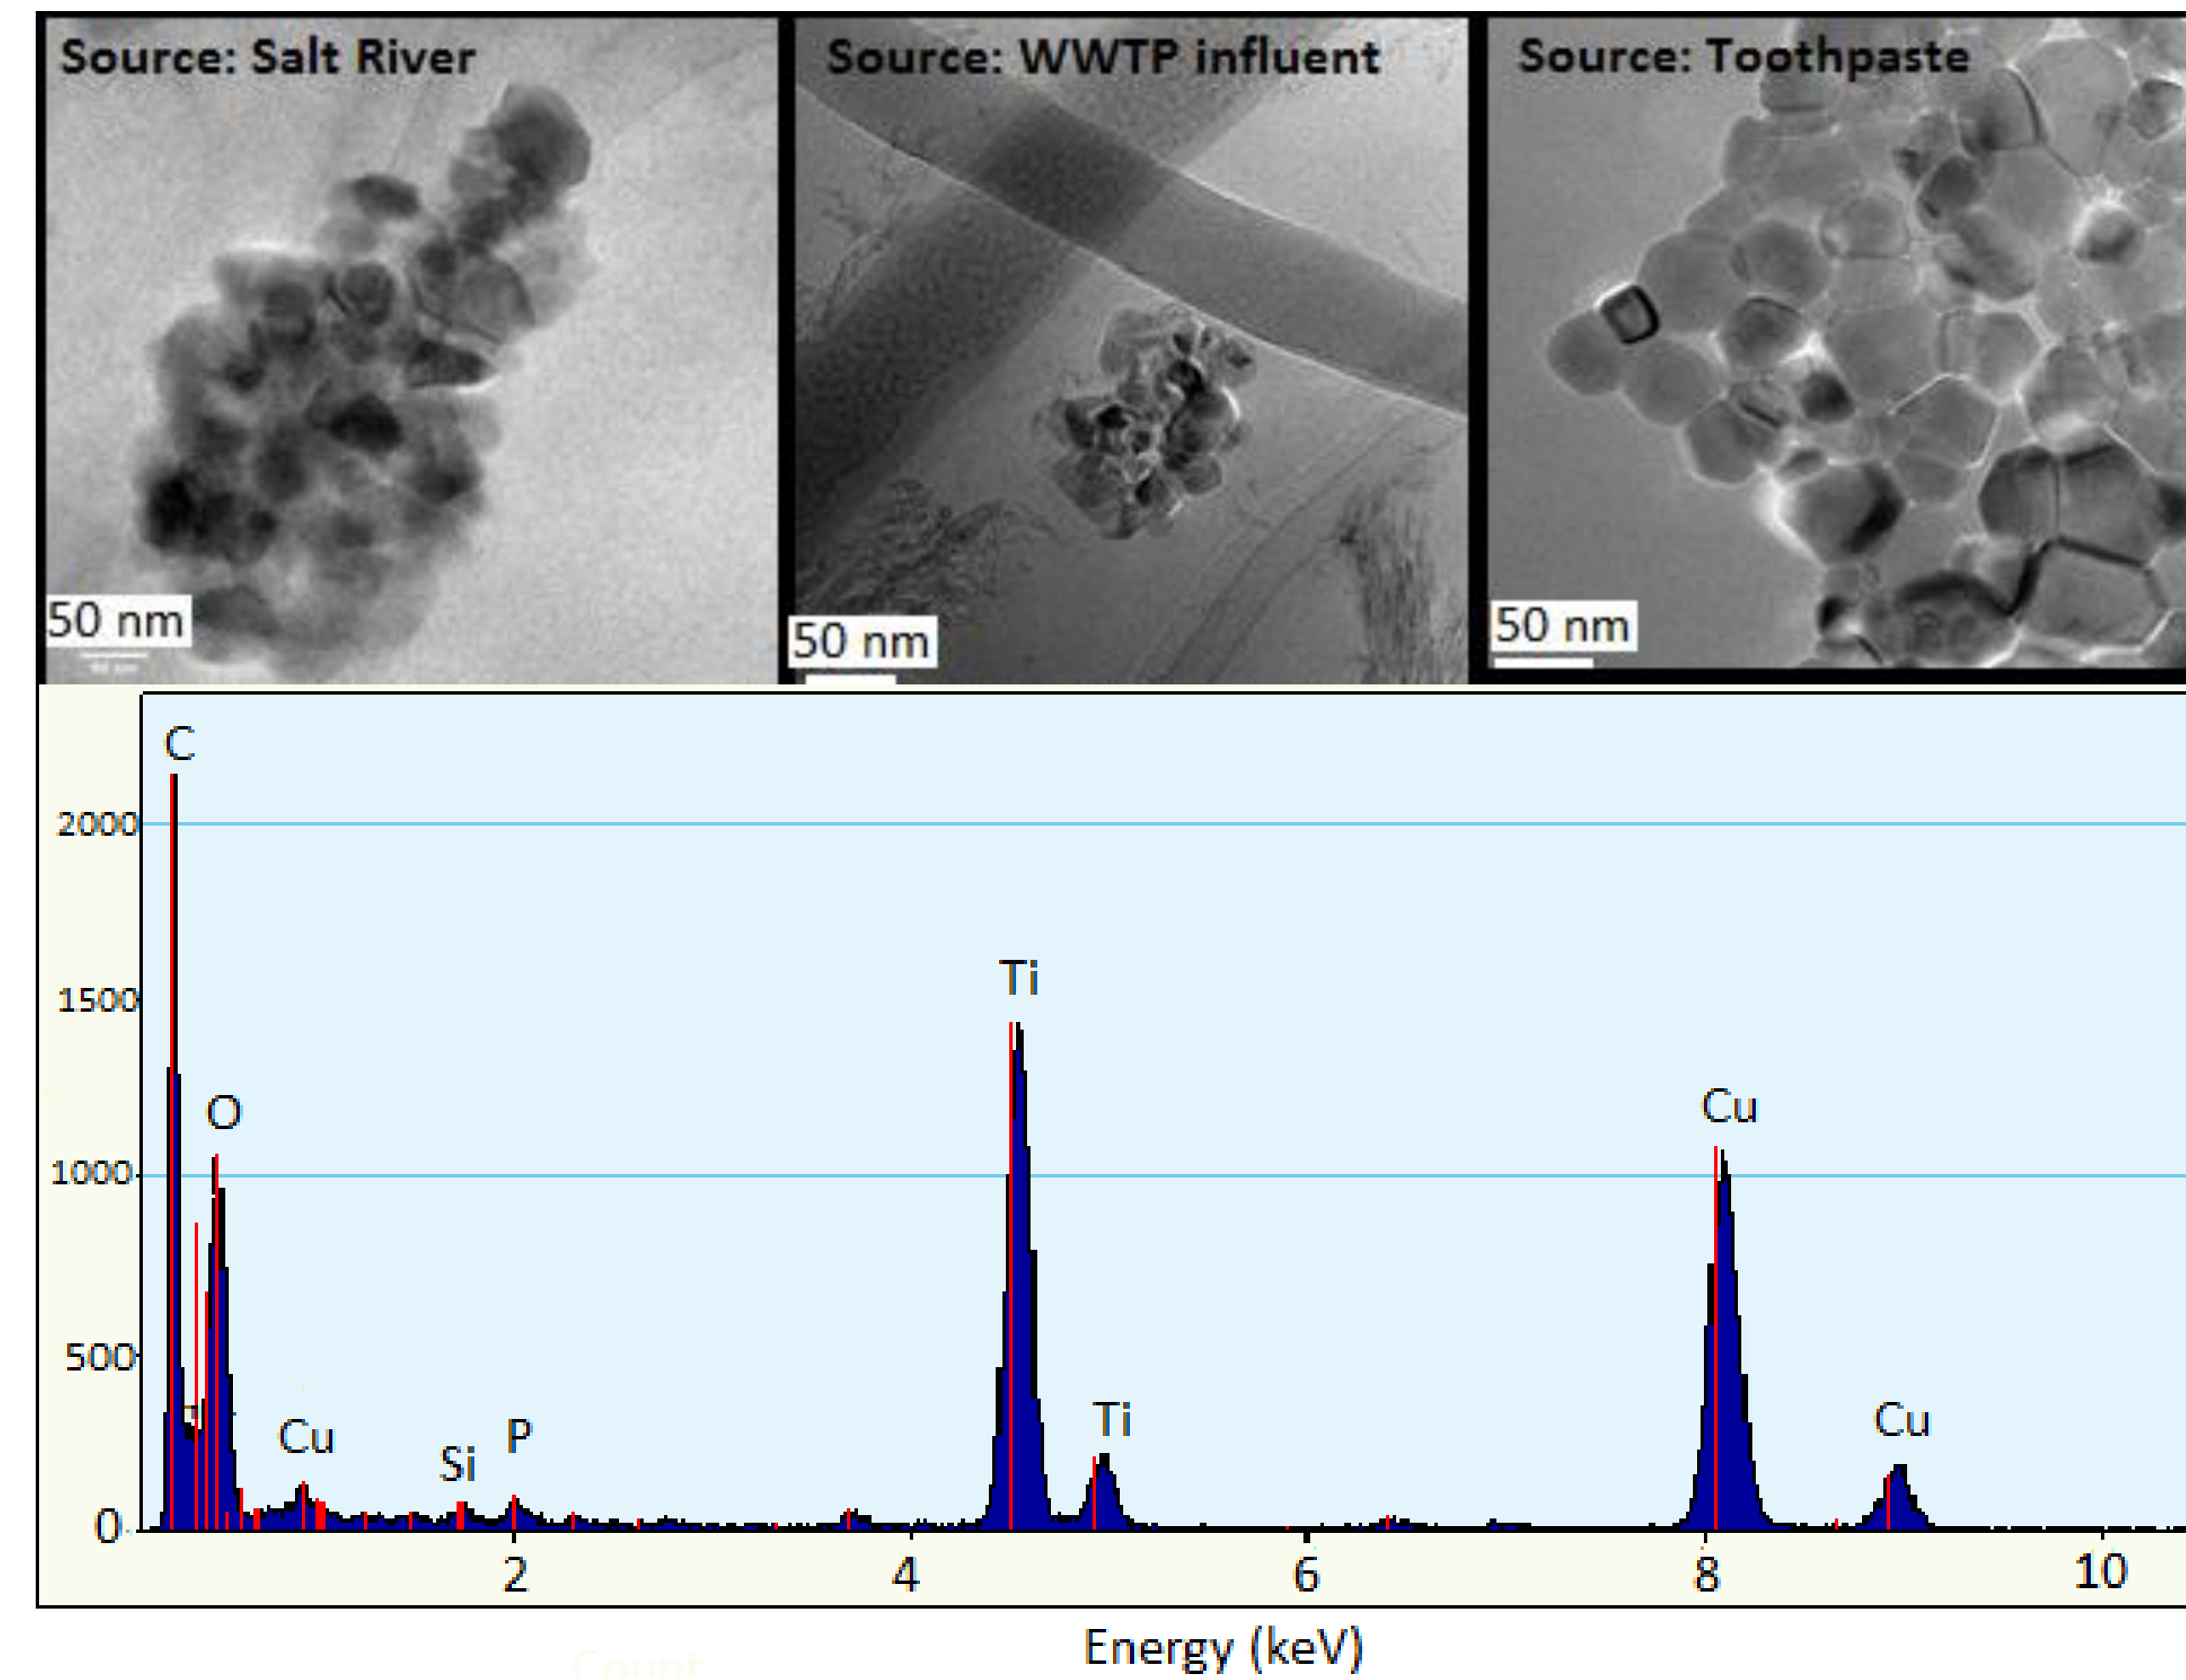 Source: Salt River
Source: WWTP influent
Source: Toothpaste
50 nm
50 nm
50 nm
C
2000
1500
Ti
O
Cu
1000
500
Cu
Si
P
Ti
Cu
0
2
4
6
8
10
Energy (keV)
Count